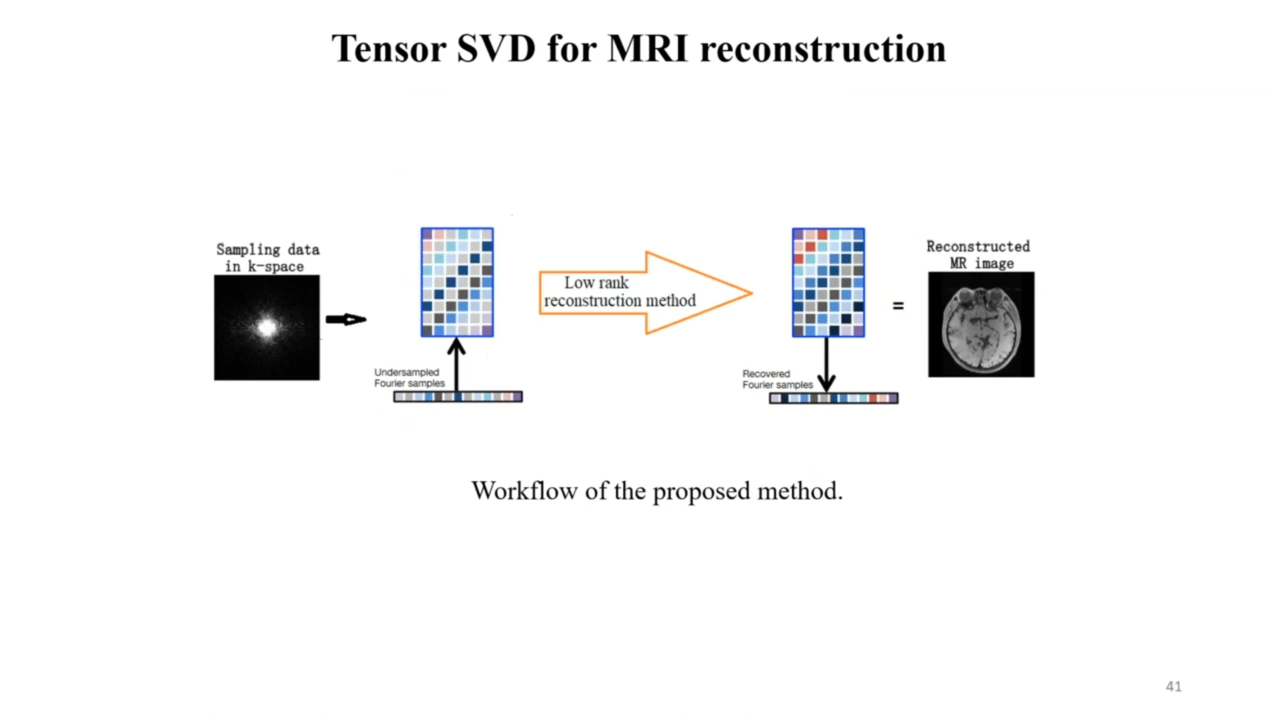 Tensor SVD for MRI reconstruction
Sampling data
in k-space
Undersampled
Fourier samples
Low rank
reconstruction method
Recovered
Fourier samples
=
Reconstructed
MR image
Workflow of the proposed method.
41